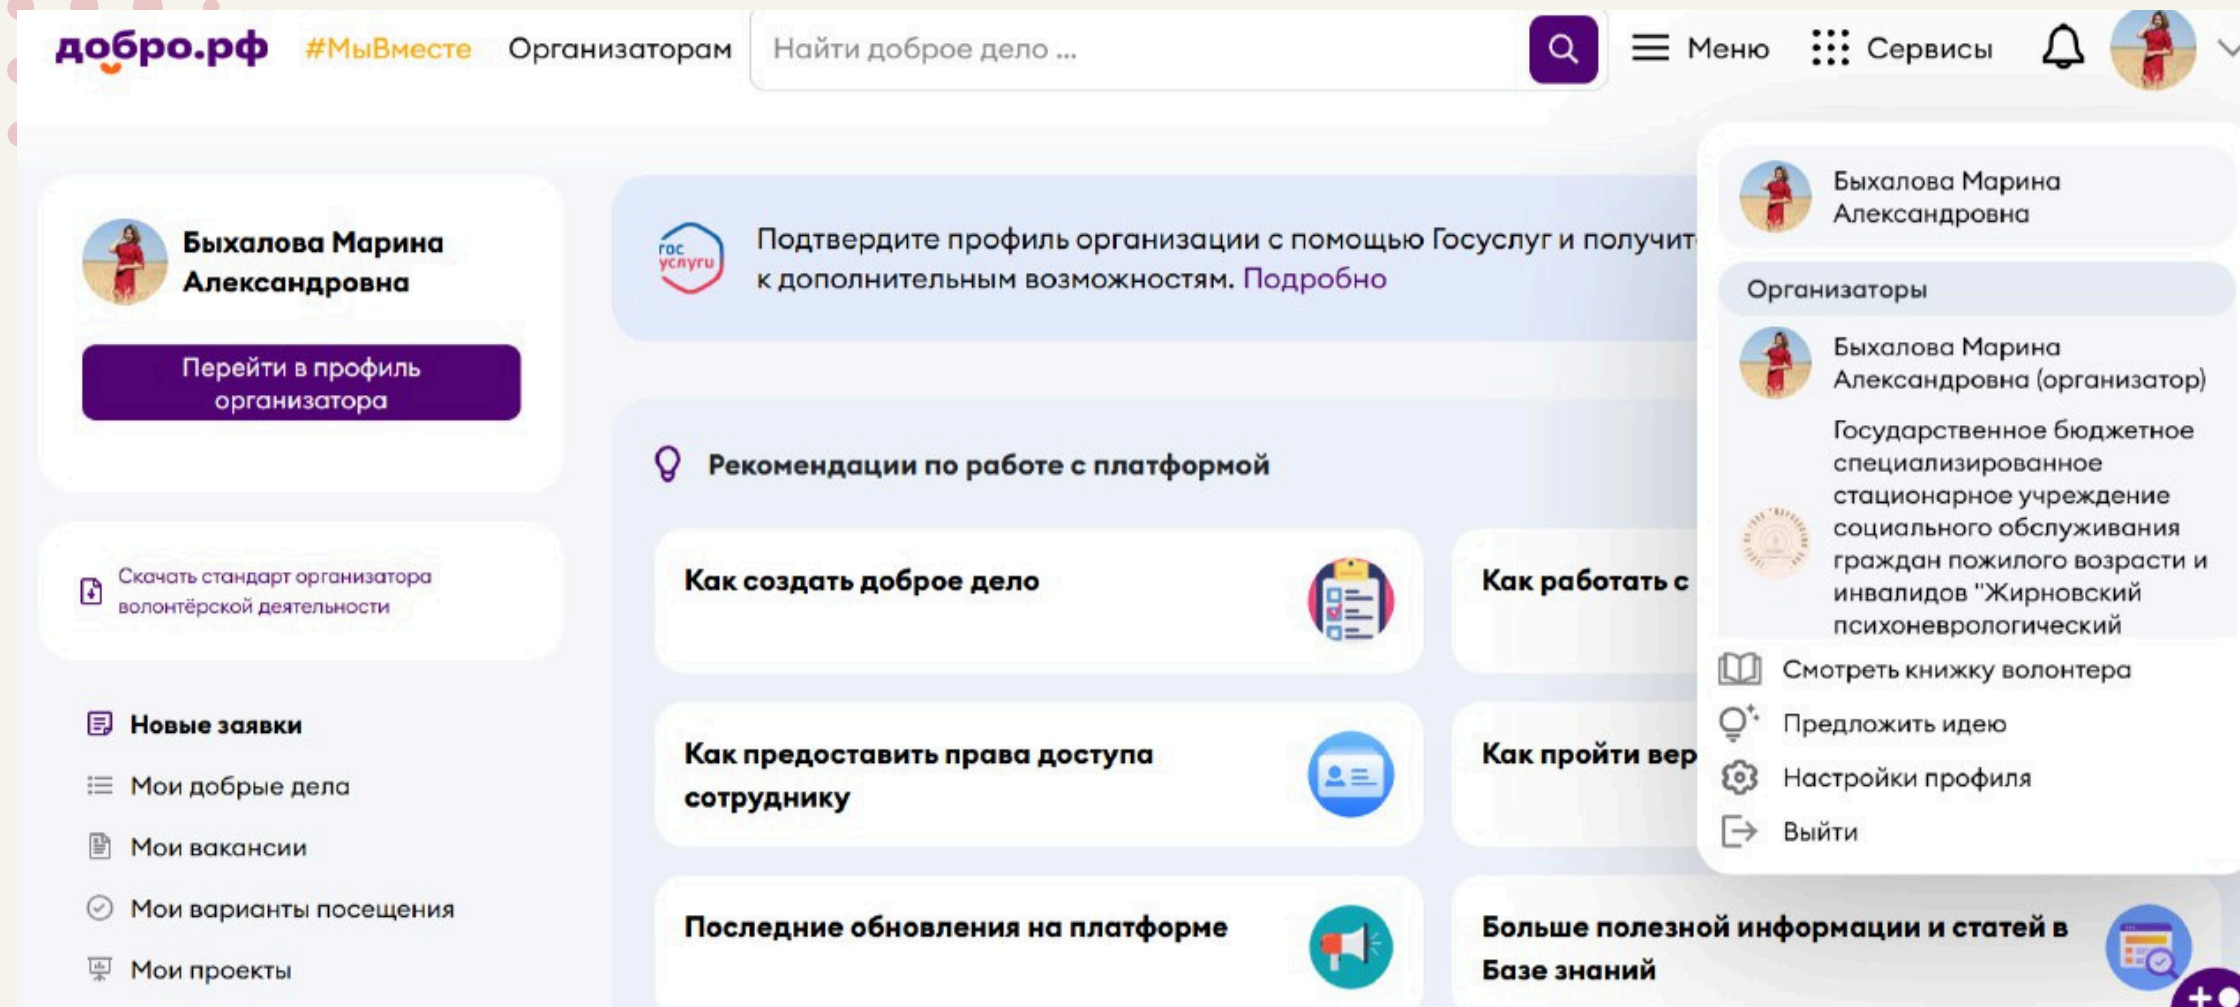 добро.рф #МыВместе Организаторам Найти доброе дело ... Меню Сервисы
Быхалова Марина
Александровна
Перейти в профиль
организатора
Скачать стандарт организатора
волонтёрской деятельности
Новые заявки
Мои добрые дела
Мои вакансии
Мои варианты посещения
Мои проекты
гос
услуги
Подтвердите профиль организации с помощью Госуслуг и получит
к дополнительным возможностям. Подробно
Рекомендации по работе с платформой
Как создать доброе дело
Как работать с
Как предоставить права доступа
сотруднику
Как пройти вер
Последние обновления на платформе
Больше полезной информации и статей в
Базе знаний
Быхалова Марина
Александровна
Организаторы
Быхалова Марина
Александровна (организатор)
Государственное бюджетное
специализированное
стационарное учреждение
социального обслуживания
граждан пожилого возрасти и
инвалидов "Жирновский
психоневрологический
Смотреть книжку волонтера
Предложить идею
Настройки профиля
Выйти